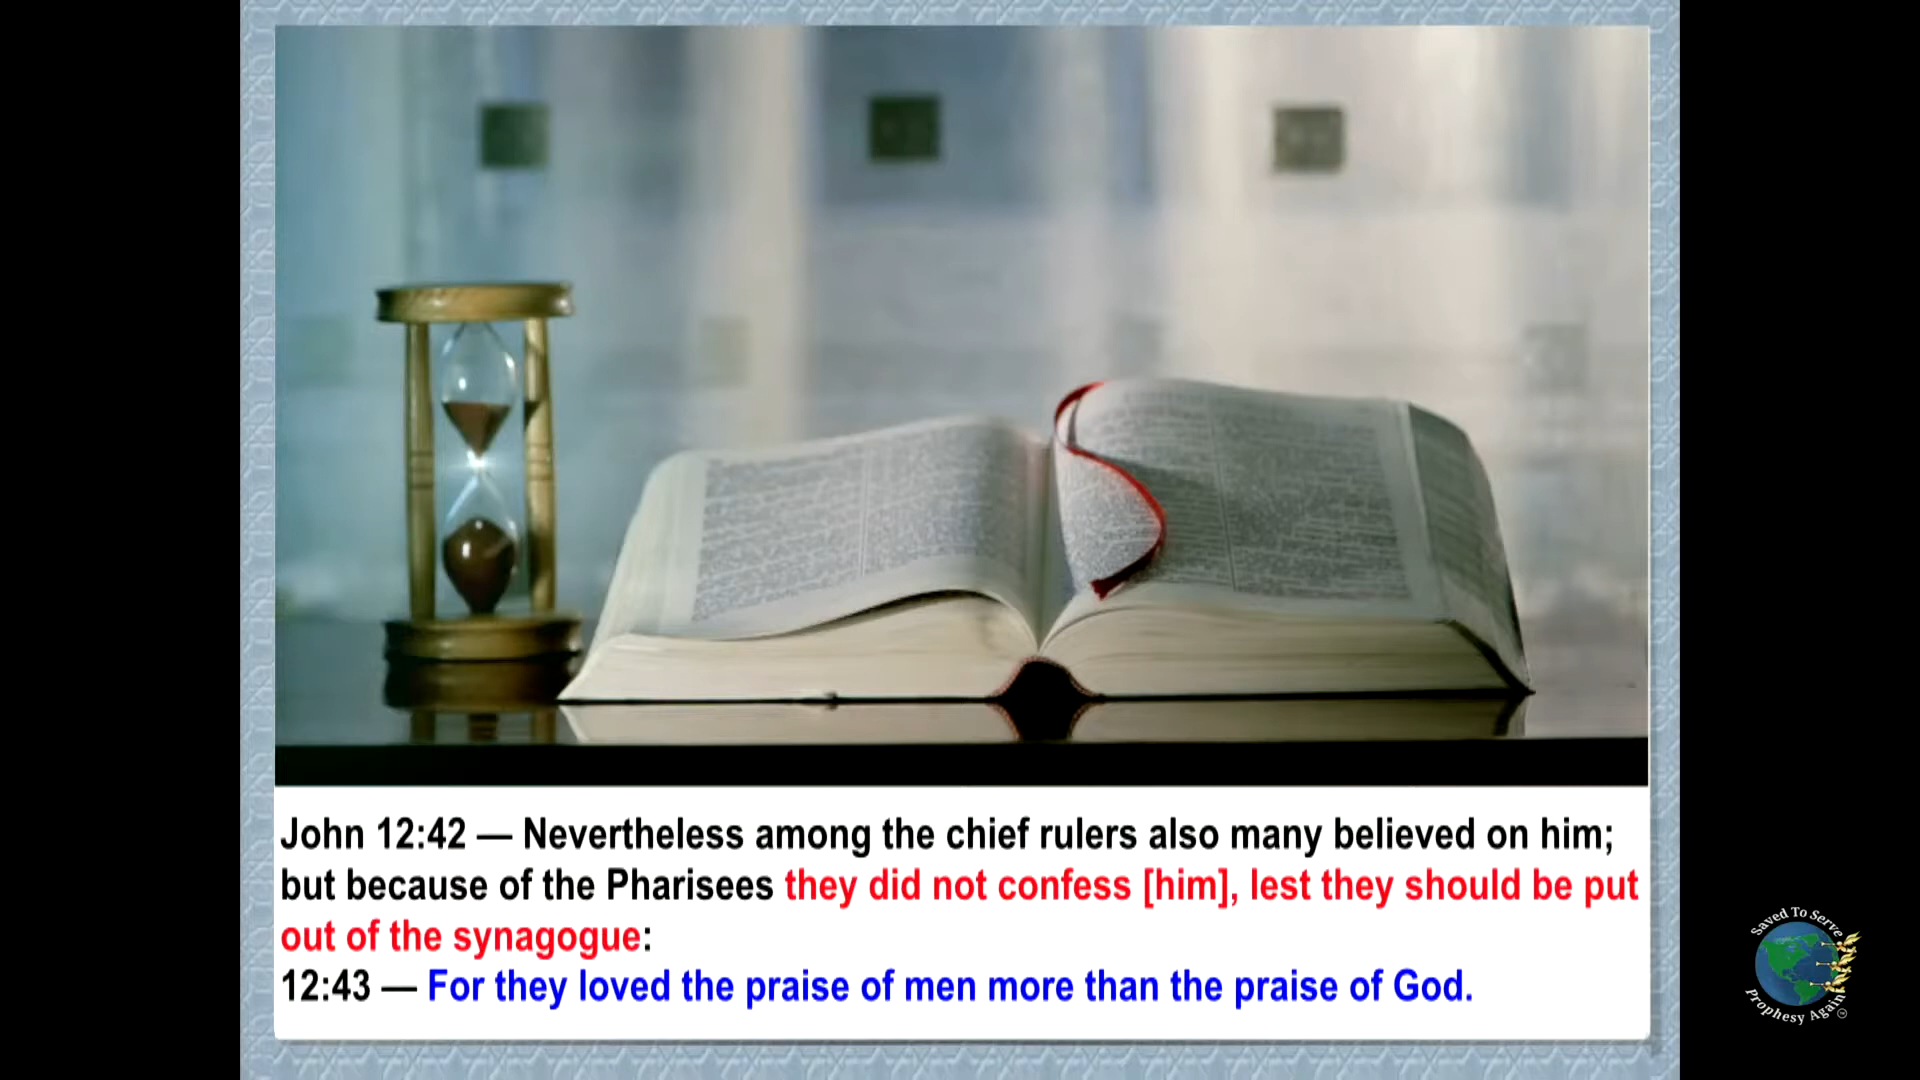 John 12:42 — Nevertheless among the chief rulers also many believed on him;
but because of the Pharisees they did not confess [him], lest they should be put
out of the synagogue:
12:43 — For they loved the praise of men more than the praise of God.
Saved To Serve
Prophesy Again